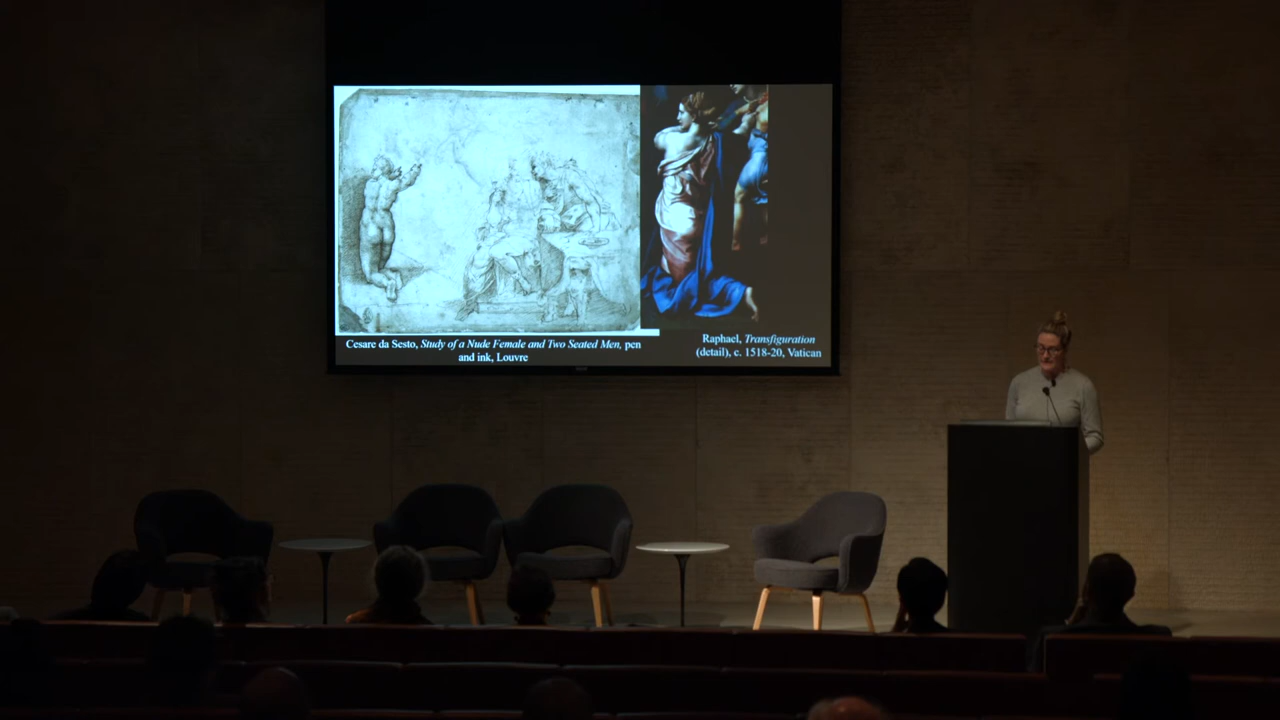 Cesare da Sesto, Study of a Nude Female and Two Seated Men, pen
and ink, Louvre
Raphael, Transfiguration
(detail), c. 1518-20, Vatican